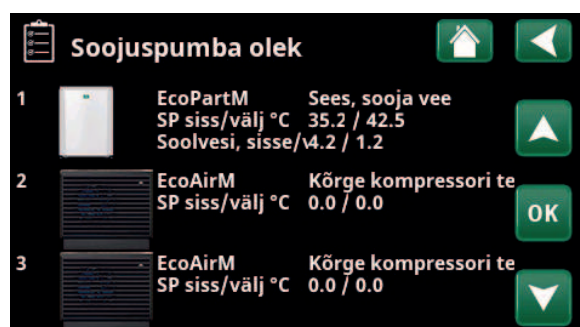 Soojuspumba olek
1 EcoPartM Sees, sooja vee
SP siss/välj °C 35.2 / 42.5
Soolvesi, sisse/v4.2 / 1.2
2 EcoAirM Kõrge kompressori te
SP siss/välj °C 0.0 / 0.0
OK
3 EcoAirM Kõrge kompressori te
SP siss/välj °C 0.0 / 0.0